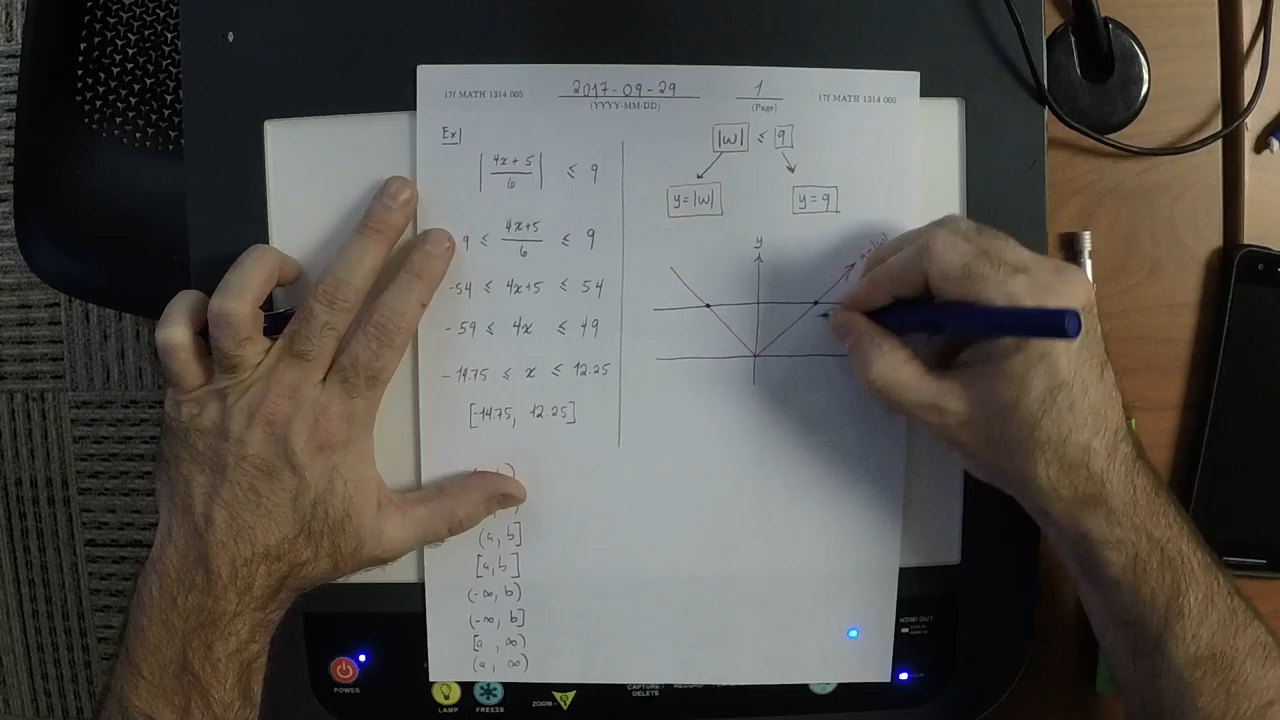 17f MATH 1314 005
2017-09-29
(YYYY-MM-DD)
1
(Page)
17f MATH 1314 005
Ex1
|4x+5/6| ≤ 9
9 ≤ 4x+5/6 ≤ 9
-54 ≤ 4x+5 ≤ 54
-59 ≤ 4x ≤ 49
-14.75 ≤ x ≤ 12.25
[-14.75, 12.25]
(a, b]
[a, b]
(-∞, b)
(-∞, b]
[a, ∞)
(a, ∞)
|w| ≤ 9
y=|w|
y=9
y
POWER
LAMP
FREEZE
ZOOM
CAPTURE/
DELETE
HDMI OUT